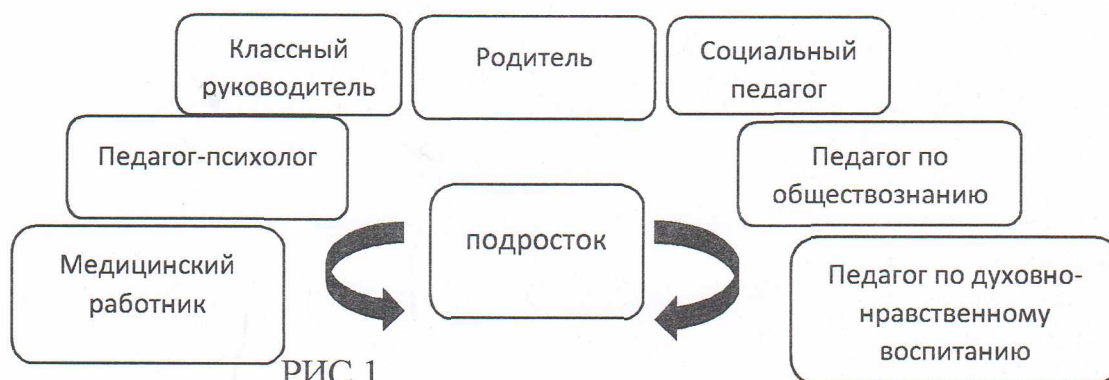 Классный
руководитель
Родитель
Социальный
педагог
Педагог-психолог
Педагог по
обществознанию
подросток
Медицинский
работник
Педагог по духовно-
нравственному
воспитанию
РИС.1